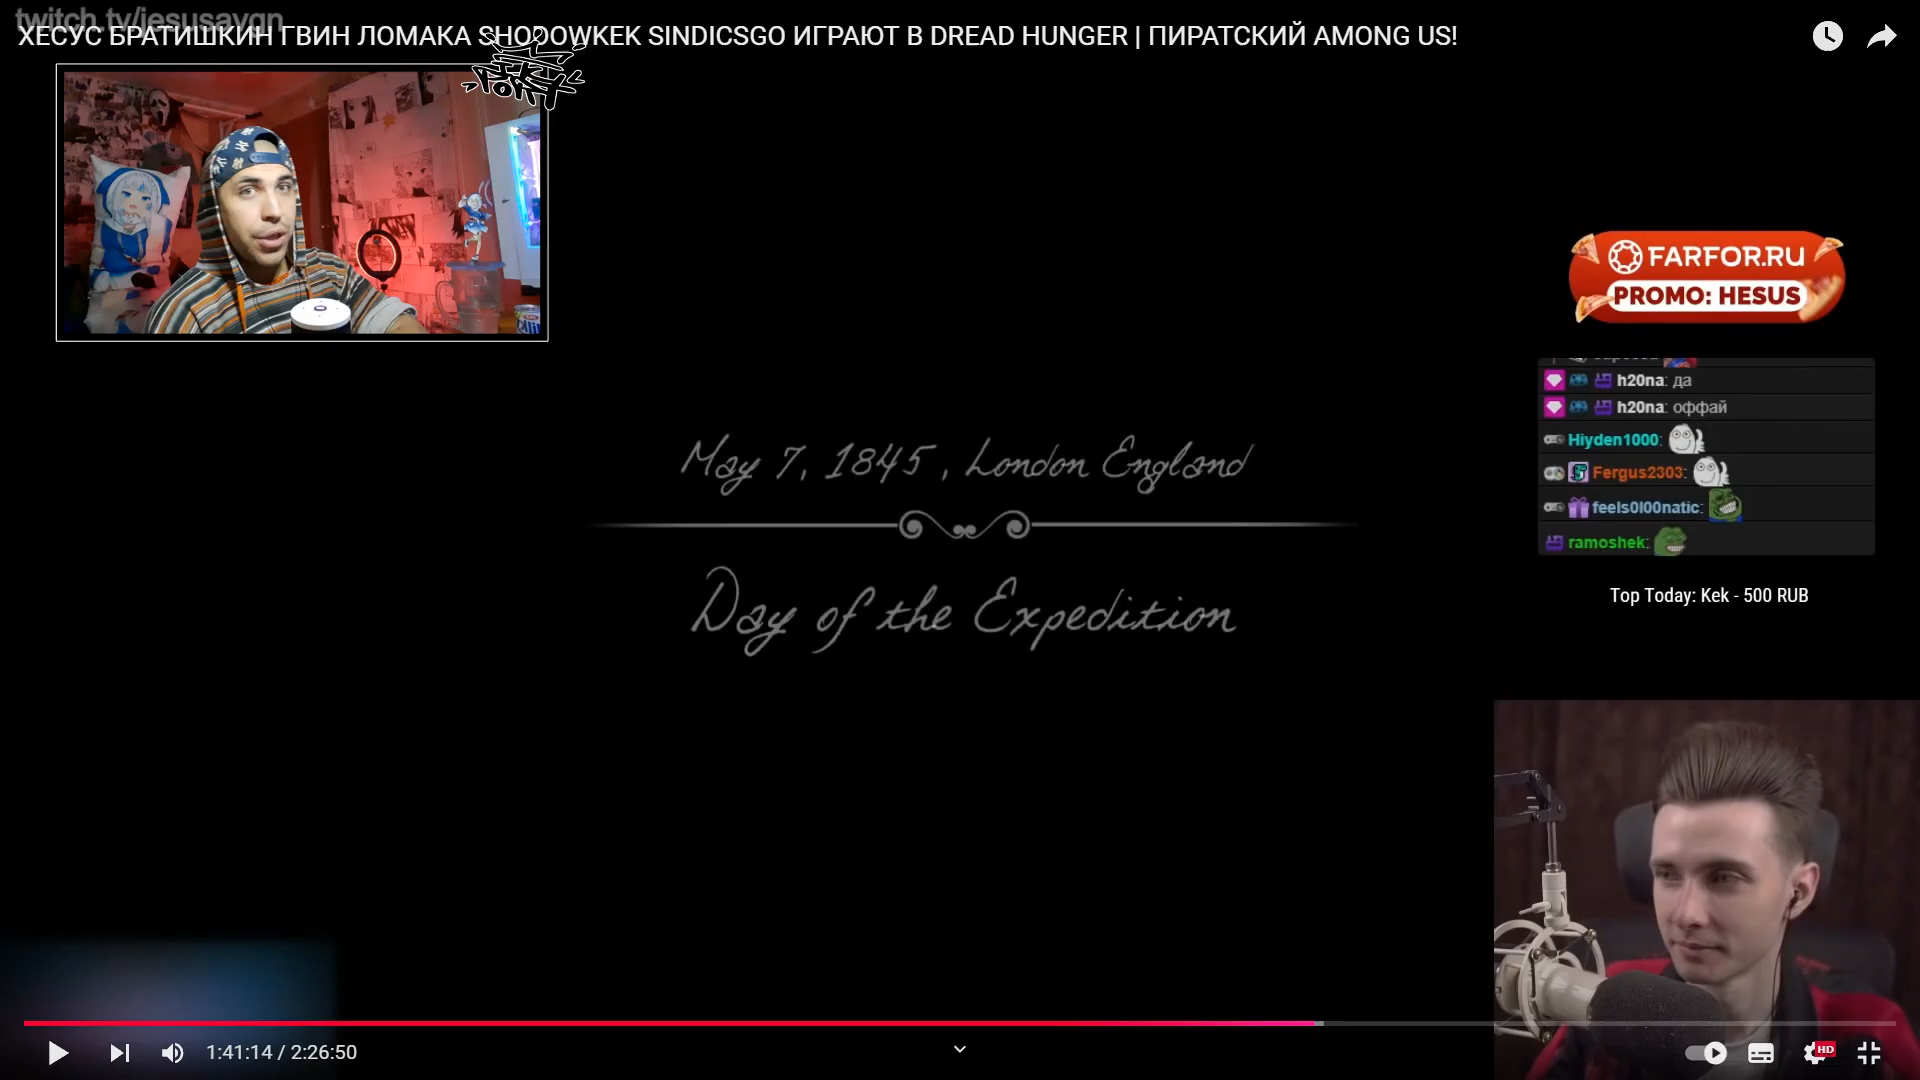 twitch.tv/jesusavgn
ХЕСУС БРАТИШКИН ГВИН ЛОМАКА SHODOWKEK SINDICSGO ИГРАЮТ В DREAD HUNGER | ПИРАТСКИЙ AMONG US!
FARFOR.RU
PROMO: HESUS
h20na: да
h20na: оффай
Hiyden1000:
Fergus2303:
feels0l00natic:
ramoshek:
Top Today: Kek - 500 RUB
May 7, 1845, London England
Day of the Expedition
1:41:14 / 2:26:50
HD